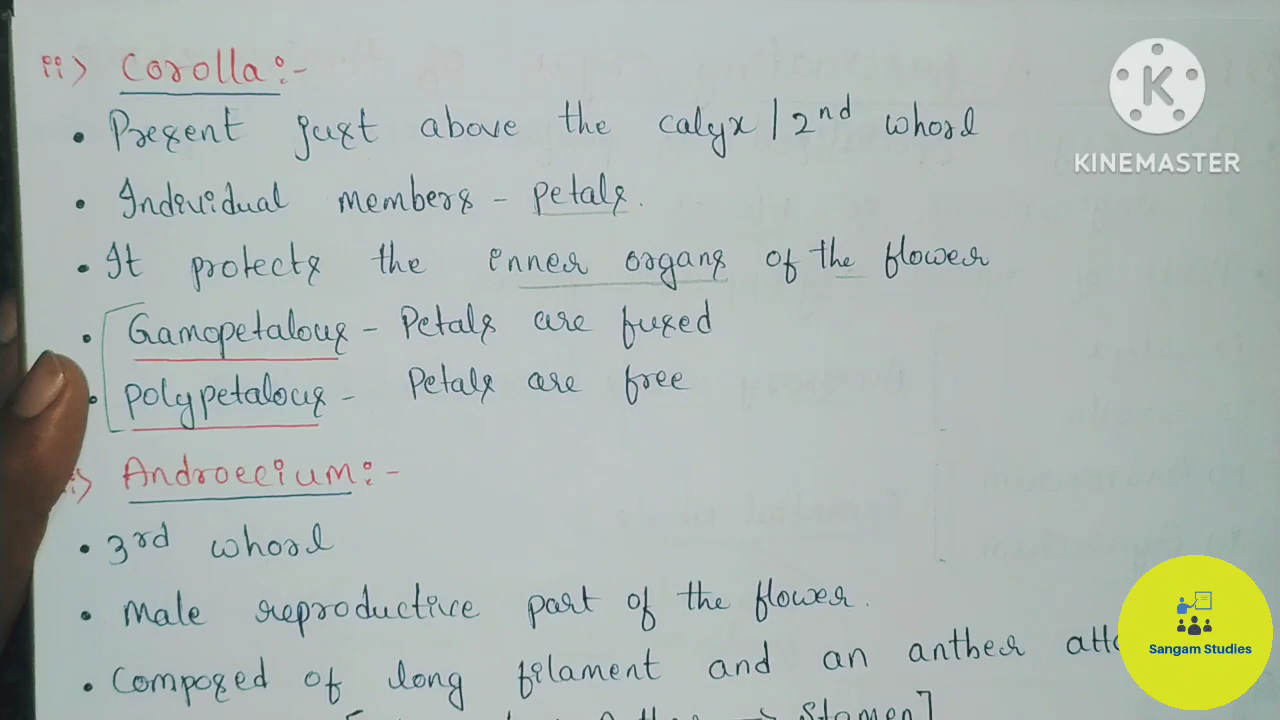 ii> Corolla:-
• Present just above the calyx / 2nd whorl
KINEMASTER
• Individual members - petals.
• It protects the inner organs of the flower
• Gamopetalous - Petals are fused
• polypetalous - Petals are free
> Androecium:-
• 3rd whorl
• Male reproductive part of the flower.
• Composed of long filament and an anther
Stamen]
Sangam Studies